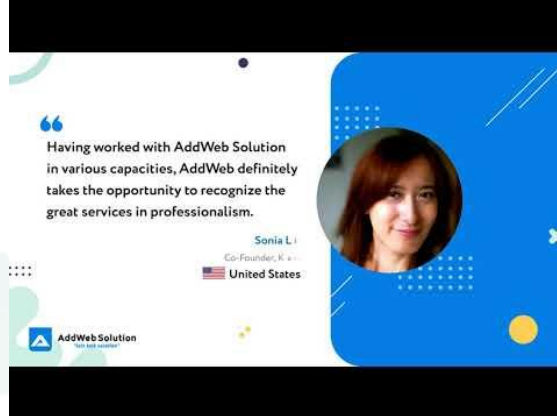 Having worked with AddWeb Solution
in various capacities, AddWeb definitely
takes the opportunity to recognize the
great services in professionalism.
Sonia L
Co-Founder, K
United States
AddWeb Solution